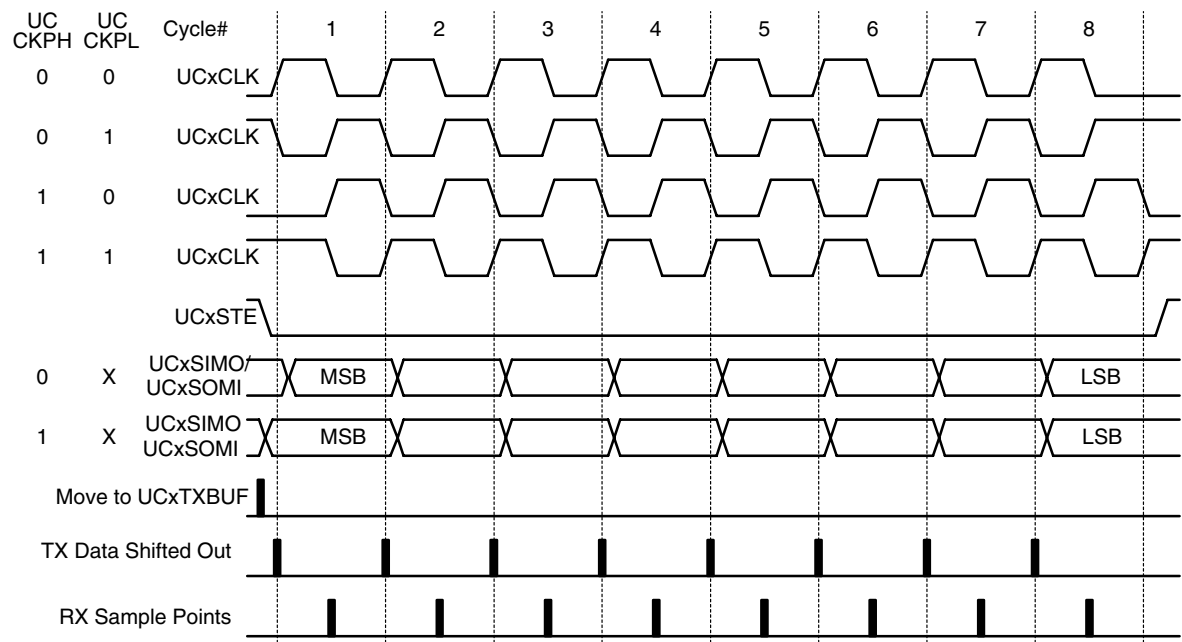 UC CKPH UC CKPL Cycle# 1 2 3 4 5 6 7 8
0 0 UCxCLK
0 1 UCxCLK
1 0 UCxCLK
1 1 UCxCLK
UCxSTE
0 X UCxSIMO/ UCxSOMI MSB LSB
1 X UCxSIMO UCxSOMI MSB LSB
Move to UCxTXBUF
TX Data Shifted Out
RX Sample Points